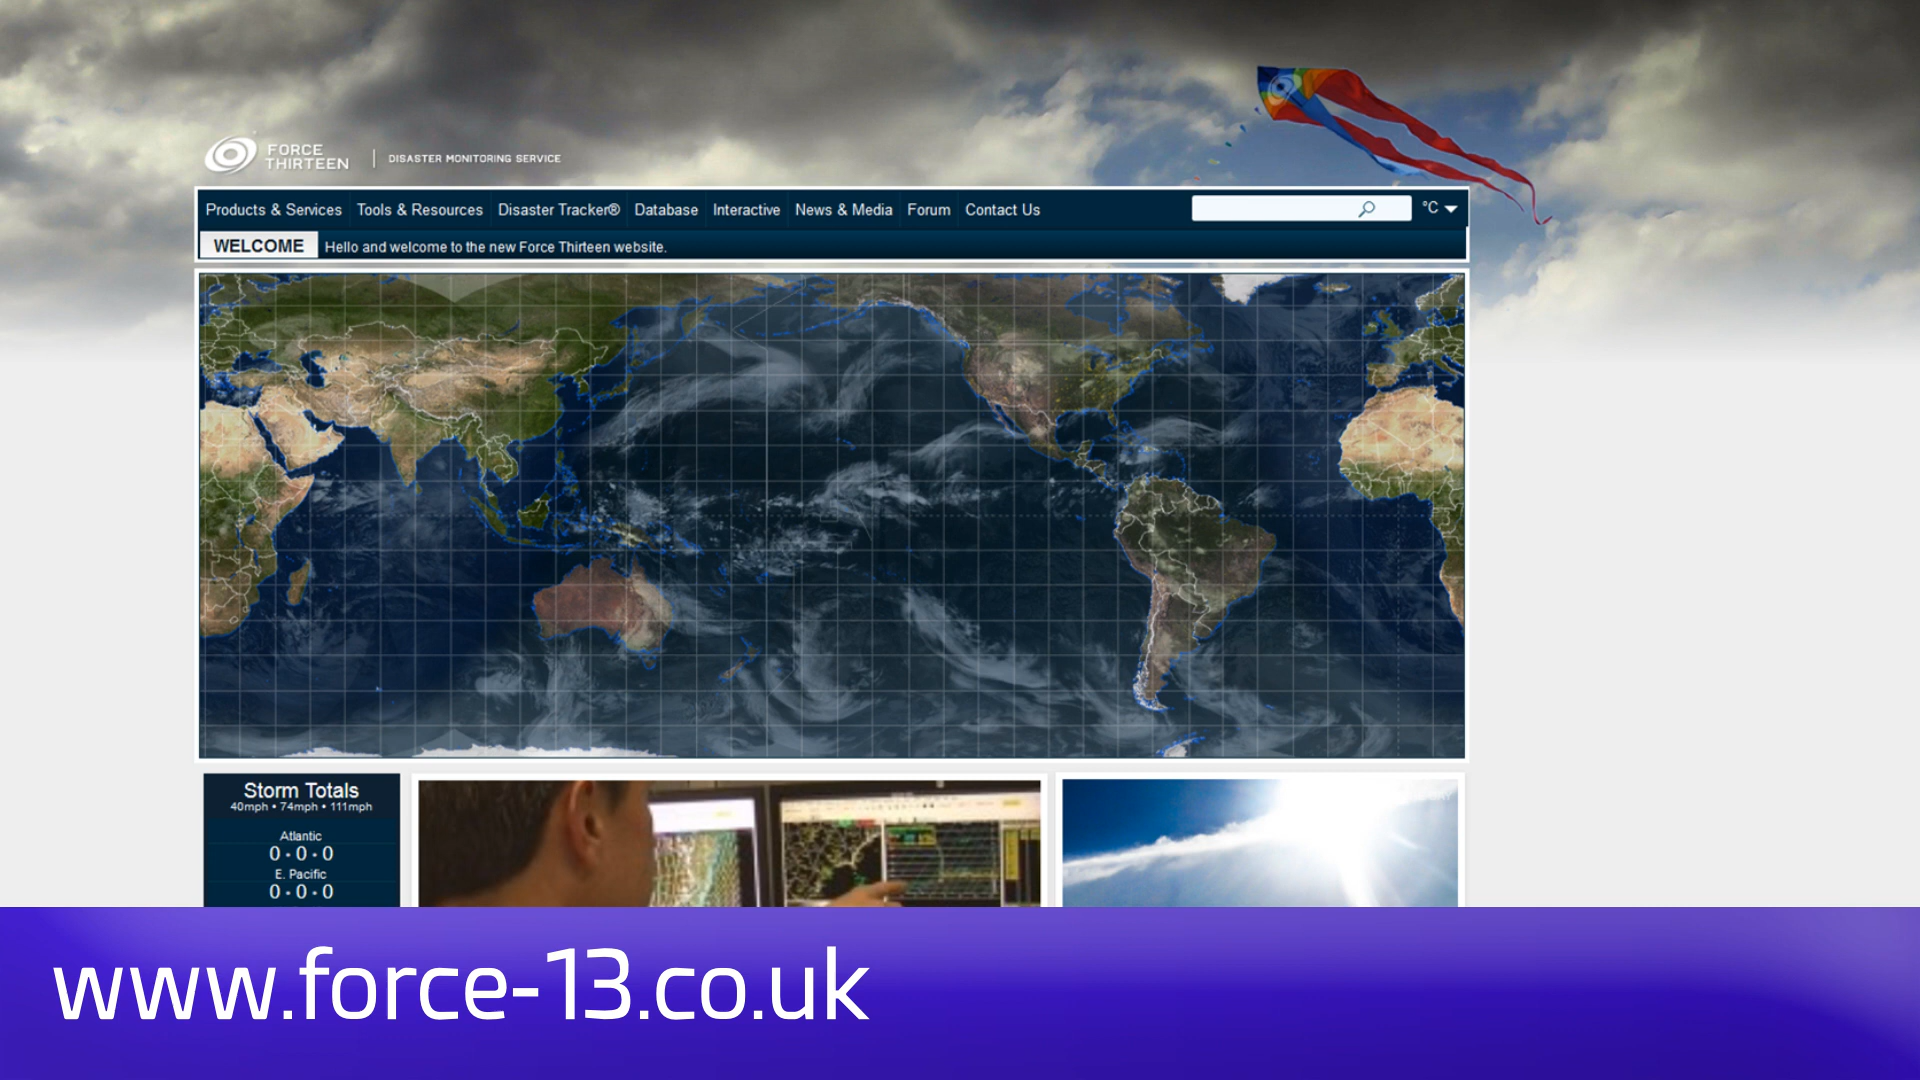 FORCE
THIRTEEN
DISASTER MONITORING SERVICE
Products & Services Tools & Resources Disaster Tracker® Database Interactive News & Media Forum Contact Us °C
WELCOME Hello and welcome to the new Force Thirteen website.
Storm Totals
40mph • 74mph • 111mph
Atlantic
0 • 0 • 0
E. Pacific
0 • 0 • 0
www.force-13.co.uk